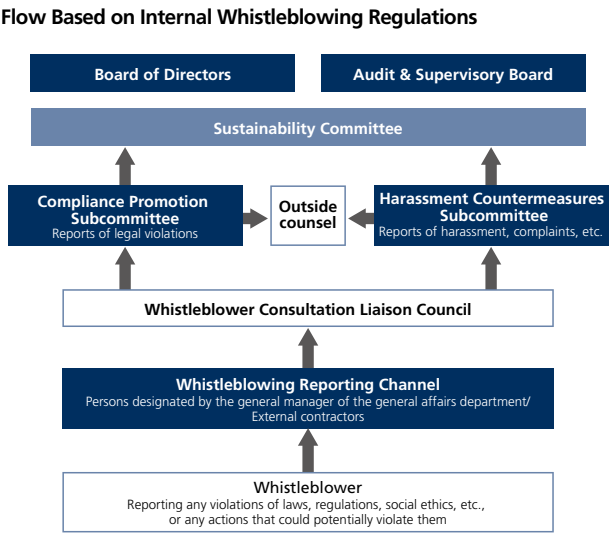 Flow Based on Internal Whistleblowing Regulations
Board of Directors
Audit & Supervisory Board
Sustainability Committee
Compliance Promotion
Subcommittee
Reports of legal violations
Outside
counsel
Harassment Countermeasures
Subcommittee
Reports of harassment, complaints, etc.
Whistleblower Consultation Liaison Council
Whistleblowing Reporting Channel
Persons designated by the general manager of the general affairs department/
External contractors
Whistleblower
Reporting any violations of laws, regulations, social ethics, etc.,
or any actions that could potentially violate them